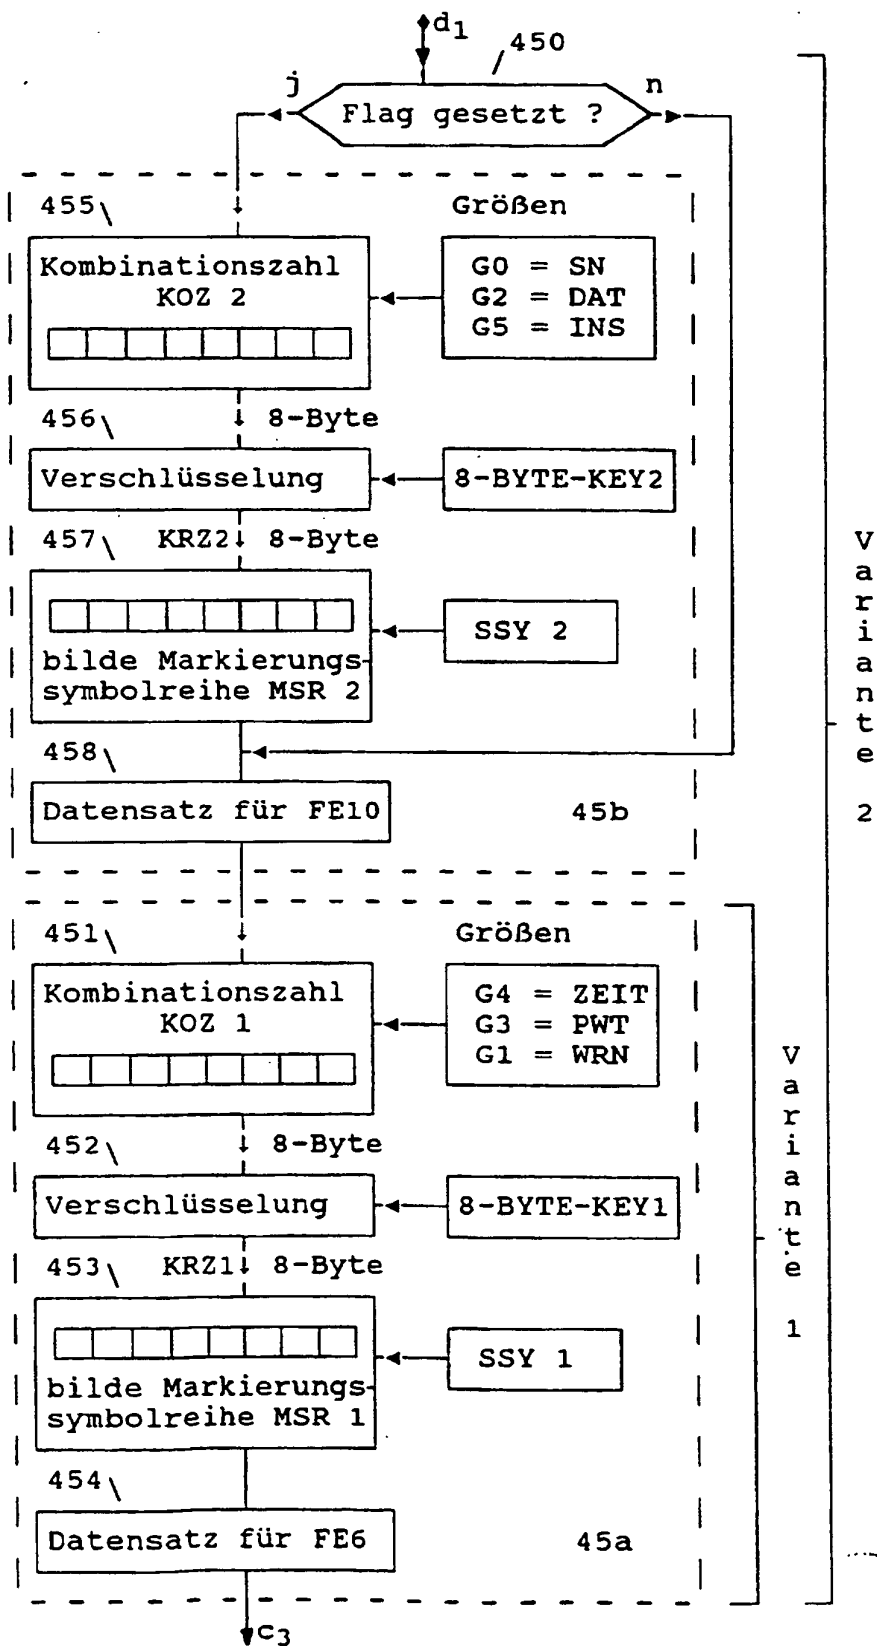 d1
450
j
n
Flag gesetzt ?
455
Größen
Kombinationszahl
KOZ 2
G0 = SN
G2 = DAT
G5 = INS
456
8-Byte
Verschlüsselung
8-BYTE-KEY2
457
KRZ2
8-Byte
SSY 2
bilde Markierungs-
symbolreihe MSR 2
458
Datensatz für FE10
45b
Variante 2
451
Größen
Kombinationszahl
KOZ 1
G4 = ZEIT
G3 = PWT
G1 = WRN
452
8-Byte
Verschlüsselung
8-BYTE-KEY1
453
KRZ1
8-Byte
SSY 1
bilde Markierungs-
symbolreihe MSR 1
454
Datensatz für FE6
45a
Variante 1
c3